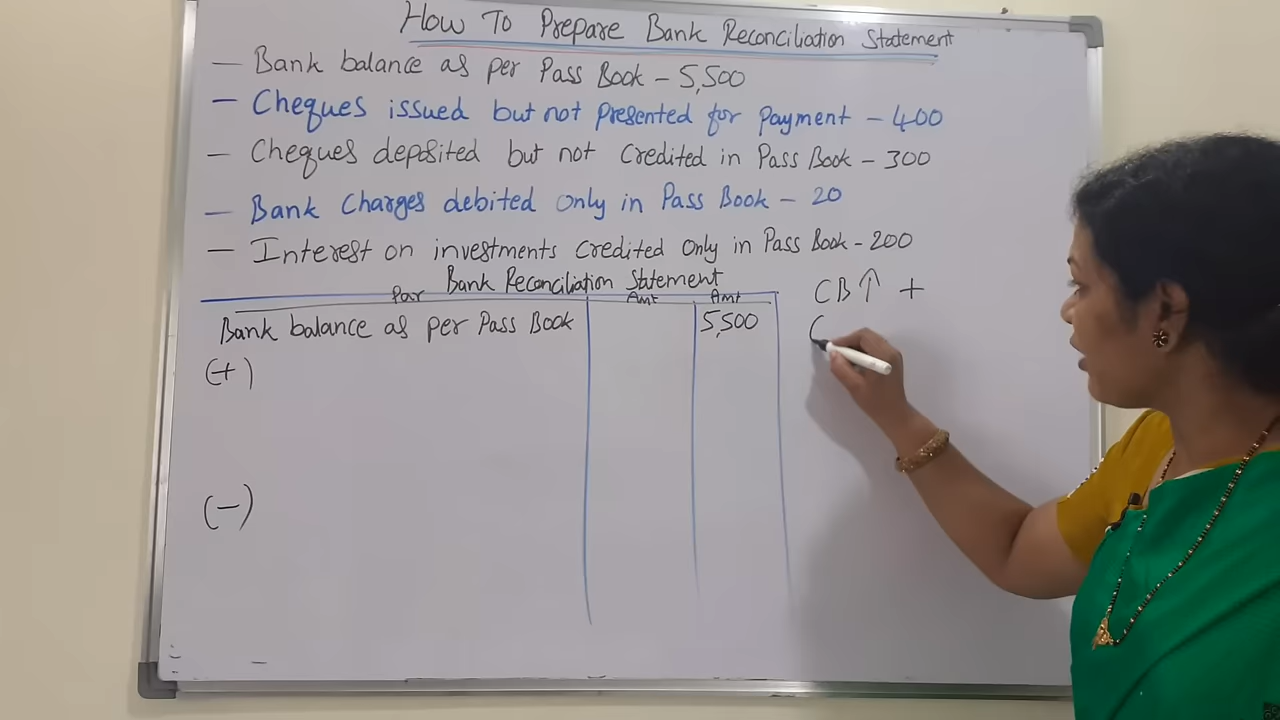 How To Prepare Bank Reconciliation Statement
— Bank balance as per Pass Book – 5,500
— Cheques issued but not presented for payment – 400
— Cheques deposited but not credited in Pass Book – 300
— Bank Charges debited only in Pass Book – 20
— Interest on investments credited only in Pass Book – 200
Bank Reconciliation Statement
Par Amt Amt
Bank balance as per Pass Book 5,500
(+)
(-)
CB↑ +
C